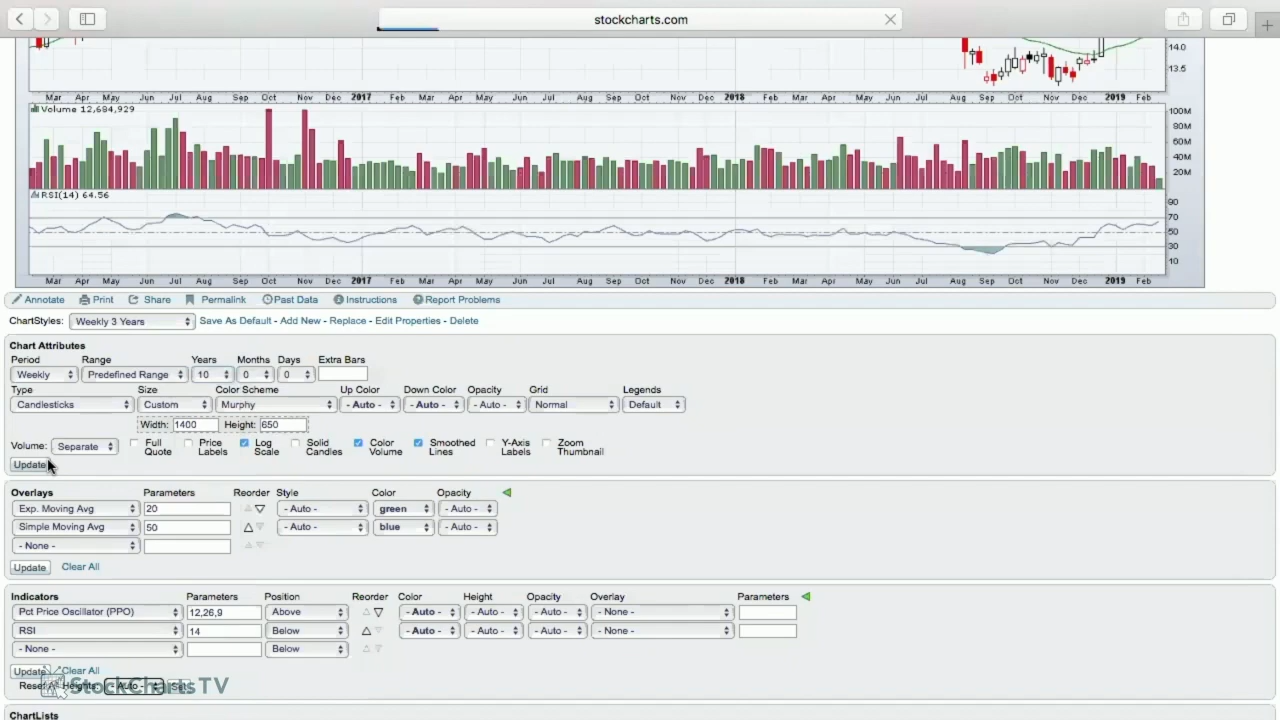 stockcharts.com
14.0
13.5
Mar Apr May Jun Jul Aug Sep Oct Nov Dec 2017 Feb Mar Apr May Jun Jul Aug Sep Oct Nov Dec 2018 Feb Mar Apr May Jun Jul Aug Sep Oct Nov Dec 2019 Feb
Volume 12,684,929
100M
80M
60M
40M
20M
RSI(14) 64.56
90
70
50
30
10
Mar Apr May Jun Jul Aug Sep Oct Nov Dec 2017 Feb Mar Apr May Jun Jul Aug Sep Oct Nov Dec 2018 Feb Mar Apr May Jun Jul Aug Sep Oct Nov Dec 2019 Feb
Annotate Print Share Permalink Past Data Instructions Report Problems
ChartStyles: Weekly 3 Years Save As Default - Add New - Replace - Edit Properties - Delete
Chart Attributes
Period Range Years Months Days Extra Bars
Weekly Predefined Range 10 0 0
Type Size Color Scheme Up Color Down Color Opacity Grid Legends
Candlesticks Custom Murphy - Auto - - Auto - - Auto - Normal Default
Width: 1400 Height: 650
Volume: Separate Full Quote Price Labels Log Scale Solid Candles Color Volume Smoothed Lines Y-Axis Labels Zoom Thumbnail
Update
Overlays Parameters Reorder Style Color Opacity
Exp. Moving Avg 20 - Auto - green - Auto -
Simple Moving Avg 50 - Auto - blue - Auto -
- None -
Update Clear All
Indicators Parameters Position Reorder Color Height Opacity Overlay Parameters
Pct Price Oscillator (PPO) 12,26,9 Above - Auto - - Auto - - Auto - - None -
RSI 14 Below - Auto - - Auto - - Auto - - None -
- None - Below
Update Clear All
Heights: - Auto -
StockCharts TV
ChartLists